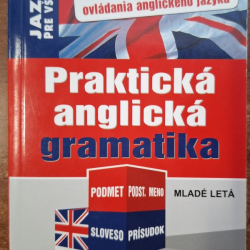 ovládania anglického jazyka
JAZ
PRE VŠ
Praktická
anglická
gramatika
PODMET PODST. MENO
MLADÉ LETÁ
SLOVESO PRÍSUDOK